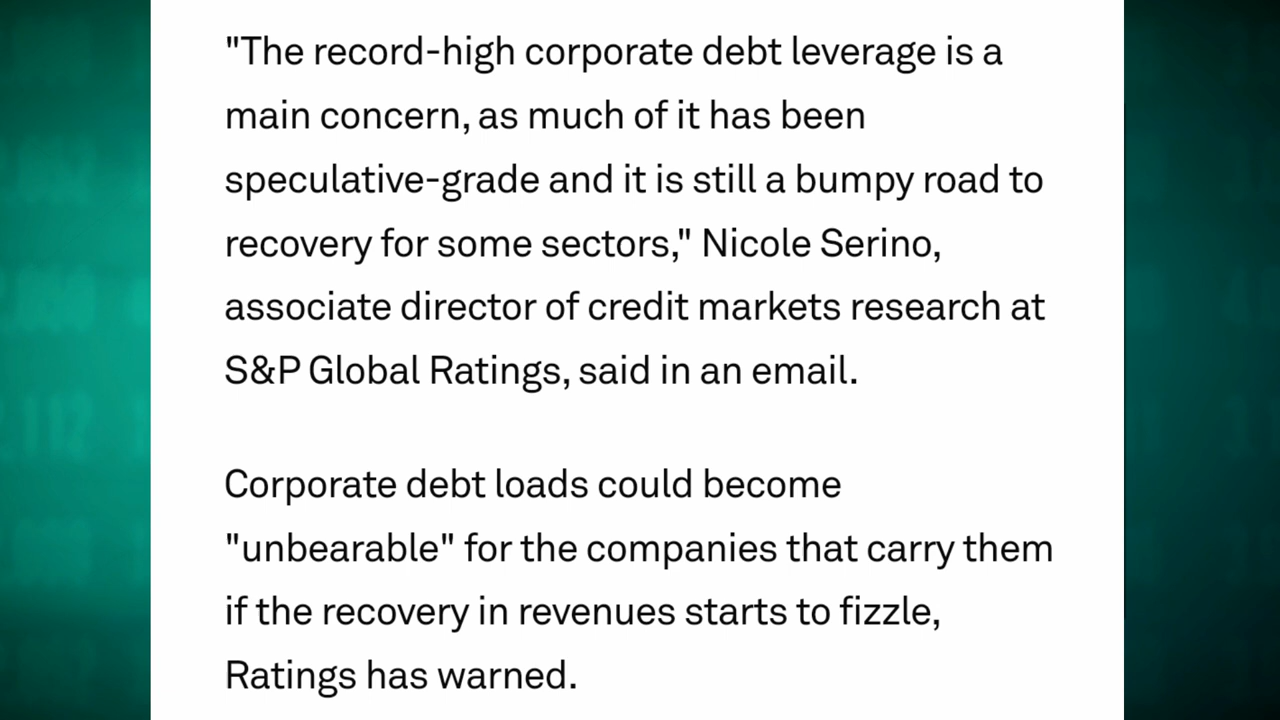 "The record-high corporate debt leverage is a
main concern, as much of it has been
speculative-grade and it is still a bumpy road to
recovery for some sectors," Nicole Serino,
associate director of credit markets research at
S&P Global Ratings, said in an email.
Corporate debt loads could become
"unbearable" for the companies that carry them
if the recovery in revenues starts to fizzle,
Ratings has warned.